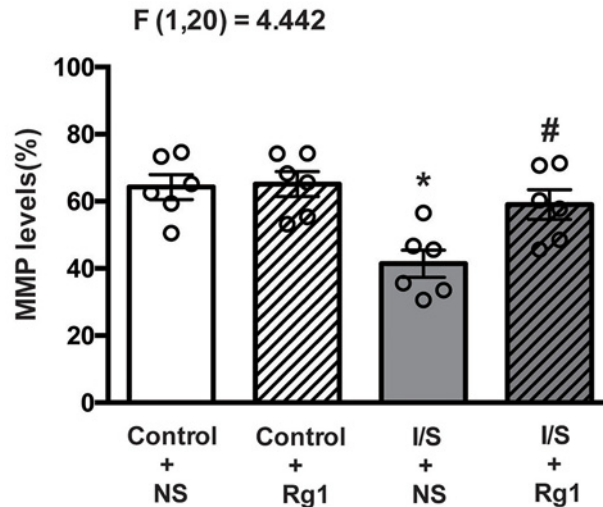 F (1,20) = 4.442
MMP levels(%)
100
80
60
40
20
0
*
#
Control + NS
Control + Rg1
I/S + NS
I/S + Rg1